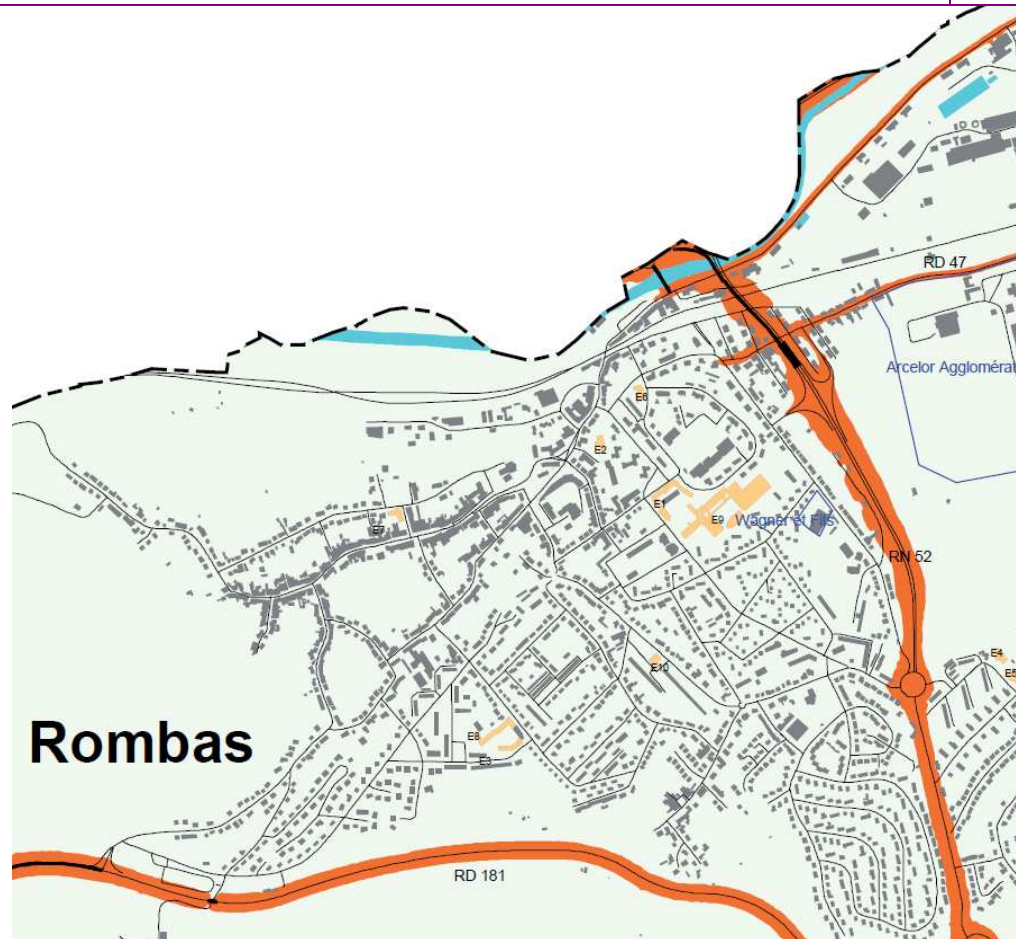 RD 47
Arcelor Agglomérat
E6
E2
E1
E9
Wagner et Fils
E7
RN 52
E4
E10
E5
Rombas
E8
E3
RD 181